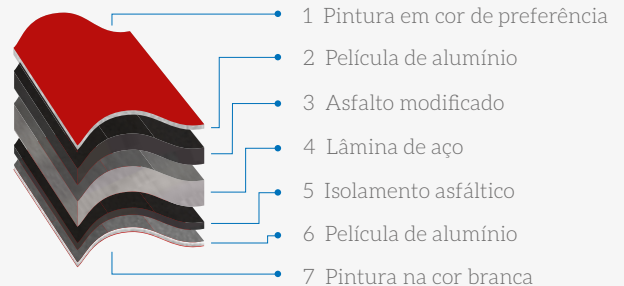 1 Pintura em cor de preferência
2 Película de alumínio
3 Asfalto modificado
4 Lâmina de aço
5 Isolamento asfáltico
6 Película de alumínio
7 Pintura na cor branca